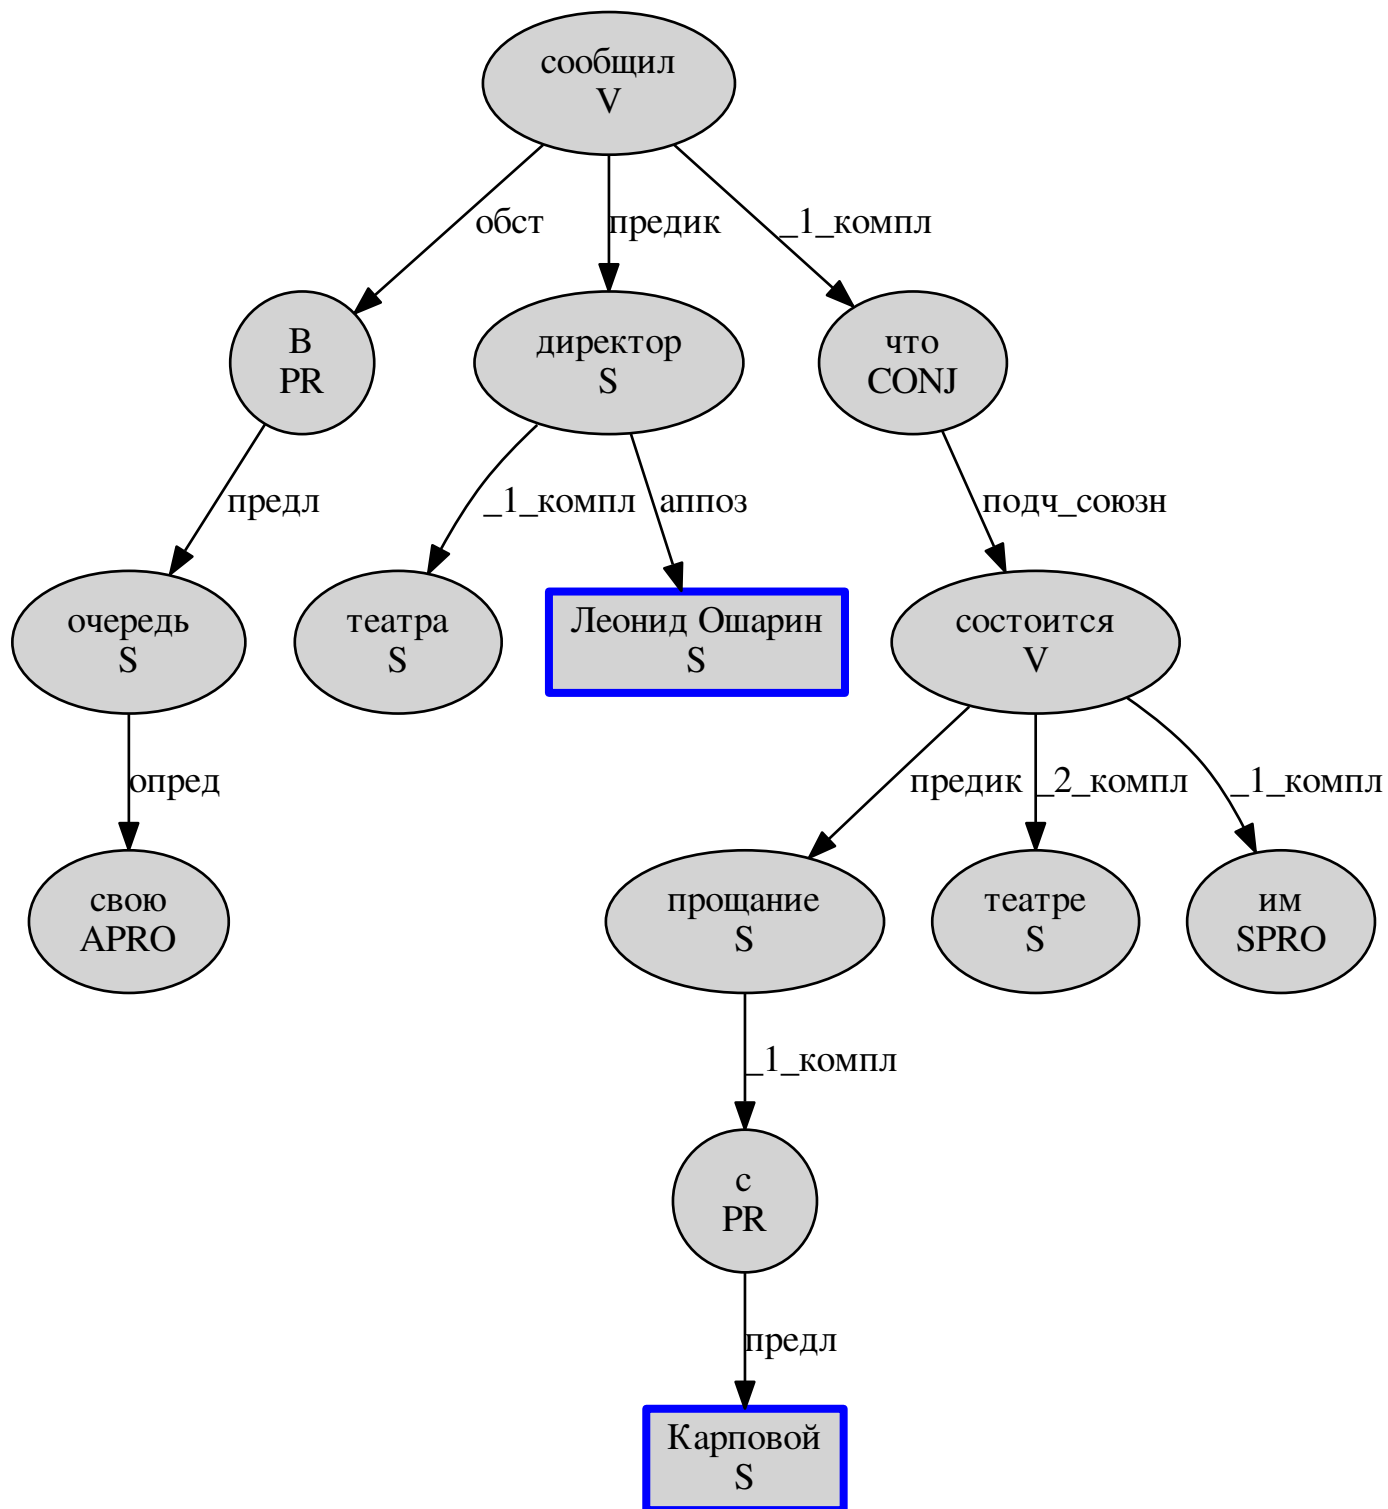 сообщил
V
обст
предик
_1_компл
В
PR
директор
S
что
CONJ
предл
_1_компл
аппоз
подч_союзн
очередь
S
театра
S
Леонид Ошарин
S
состоится
V
опред
предик
_2_компл
_1_компл
свою
APRO
прощание
S
театре
S
им
SPRO
_1_компл
с
PR
предл
Карповой
S